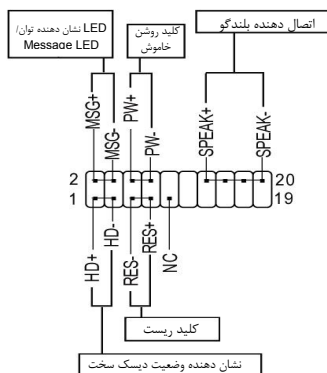 LED نشان دهنده توان/
Message LED
کلید روشن
خاموش
اتصال دهنده بلندگو
MSG+
MSG-
PW+
PW-
SPEAK+
SPEAK-
2
20
1
19
HD+
HD-
RES-
RES+
NC
کلید ریست
نشان دهنده وضعیت دیسک سخت